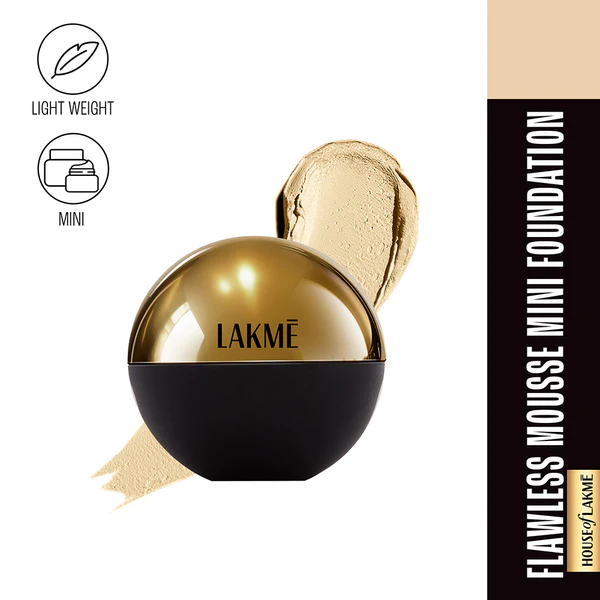 LIGHT WEIGHT
MINI
LAKMĒ
FLAWLESS MOUSSE MINI FOUNDATION
HOUSE of LAKMĒ